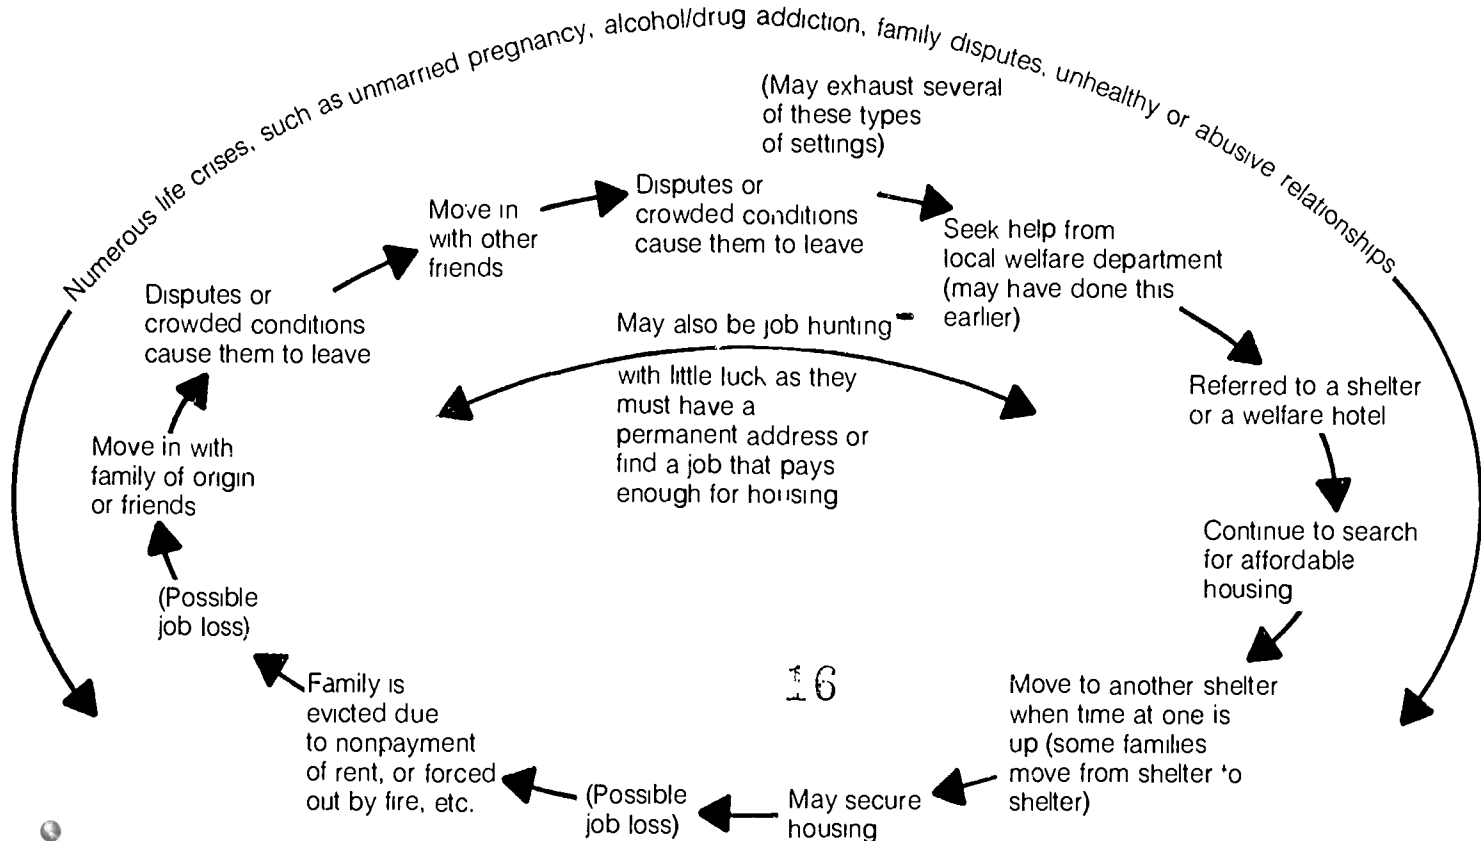 Numerous life crises, such as unmarried pregnancy, alcohol/drug addiction, family disputes, unhealthy or abusive relationships
(May exhaust several
of these types
of settings)
Disputes or
crowded conditions
cause them to leave
Move in
with other
friends
Disputes or
crowded conditions
cause them to leave
Seek help from
local welfare department
(may have done this
earlier)
May also be job hunting
with little luck as they
must have a
permanent address or
find a job that pays
enough for housing
Referred to a shelter
or a welfare hotel
Move in with
family of origin
or friends
Continue to search
for affordable
housing
(Possible
job loss)
Family is
evicted due
to nonpayment
of rent, or forced
out by fire, etc.
16
Move to another shelter
when time at one is
up (some families
move from shelter to
shelter)
(Possible
job loss)
May secure
housing